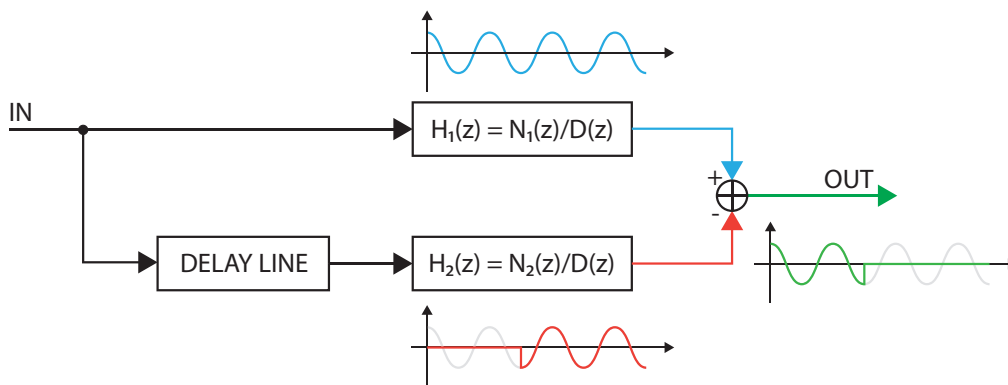 IN
H₁(z) = N₁(z)/D(z)
+
OUT
-
DELAY LINE
H₂(z) = N₂(z)/D(z)